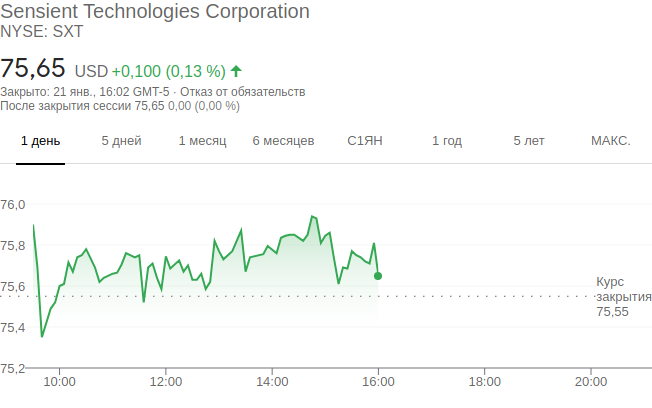 Sensient Technologies Corporation
NYSE: SXT
75,65 USD +0,100 (0,13 %)
Закрыто: 21 янв., 16:02 GMT-5 · Отказ от обязательств
После закрытия сессии 75,65 0,00 (0,00 %)
1 день 5 дней 1 месяц 6 месяцев С1ЯН 1 год 5 лет МАКС.
76,0
75,8
75,6
75,4
75,2
Курс
закрытия
75,55
10:00 12:00 14:00 16:00 18:00 20:00